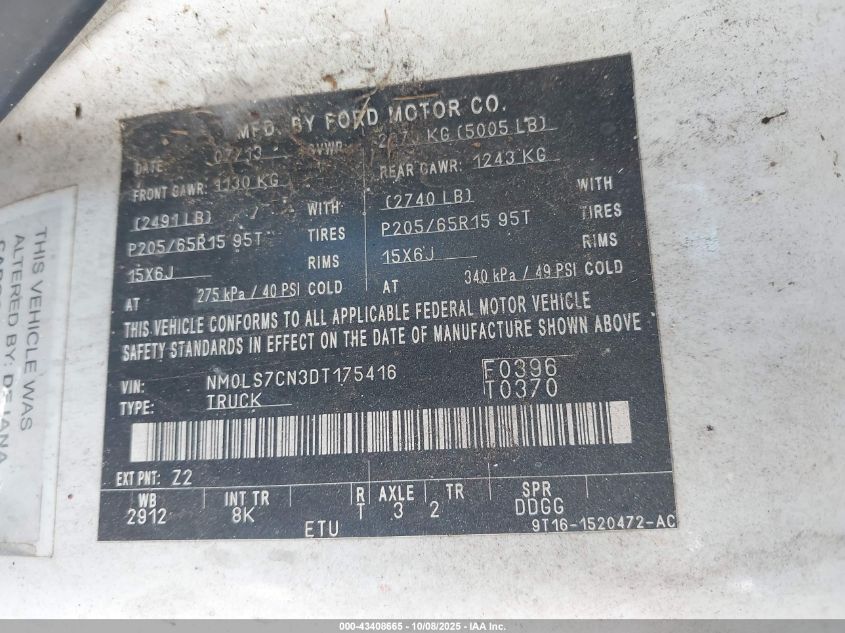 MFD. BY FORD MOTOR CO.
DATE 07/13 GVWR KG (5005 LB)
FRONT GAWR: 1130 KG REAR GAWR: 1243 KG
(2491 LB) WITH (2740 LB) WITH
P205/65R15 95T TIRES P205/65R15 95T TIRES
15X6J RIMS 15X6J RIMS
AT 275 kPa / 40 PSI COLD AT 340 kPa / 49 PSI COLD
THIS VEHICLE CONFORMS TO ALL APPLICABLE FEDERAL MOTOR VEHICLE
SAFETY STANDARDS IN EFFECT ON THE DATE OF MANUFACTURE SHOWN ABOVE
VIN: NM0LS7CN3DT175416 F0396
TYPE: TRUCK T0370
EXT PNT: Z2
WB INT TR R AXLE TR SPR
2912 8K T 3 2 DDGG
ETU 9T16-1520472-AC
THIS VEHICLE WAS
ALTERED BY: DEJANA
000-43408665 - 10/08/2025 - IAA Inc.